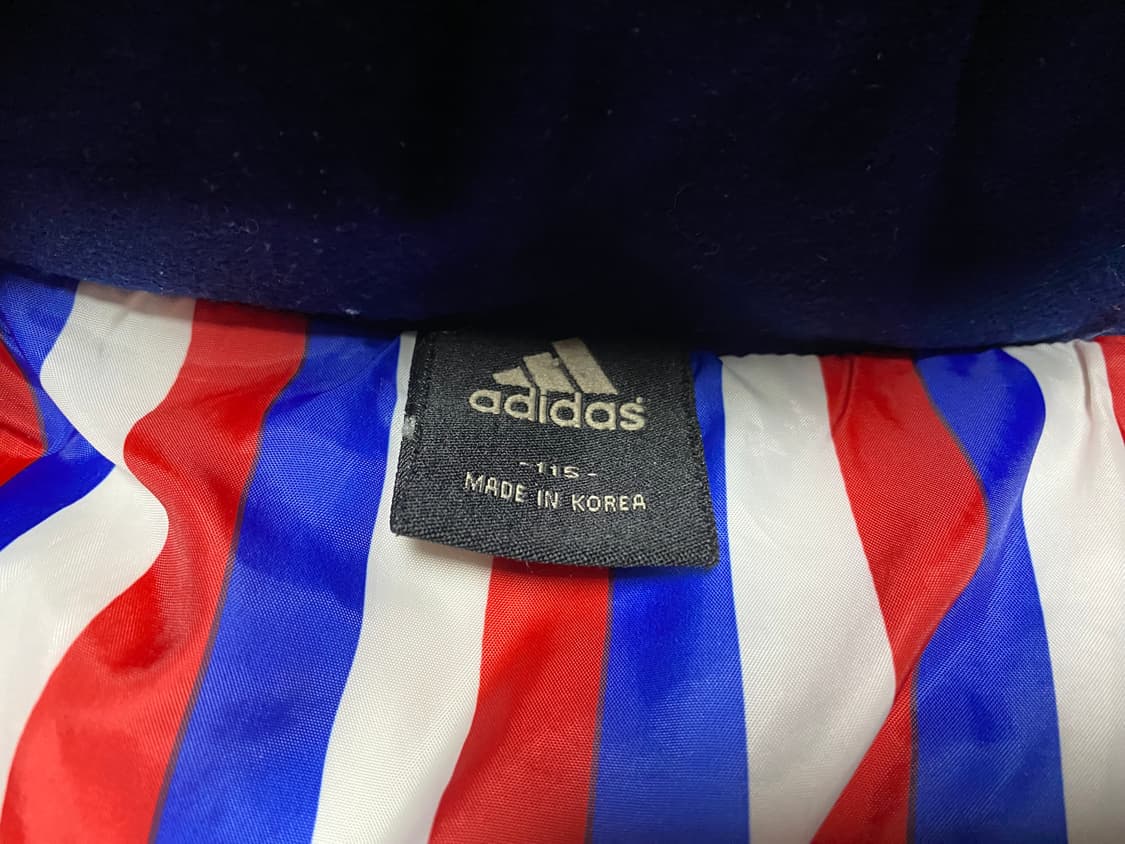 adidas
-115-
MADE IN KOREA